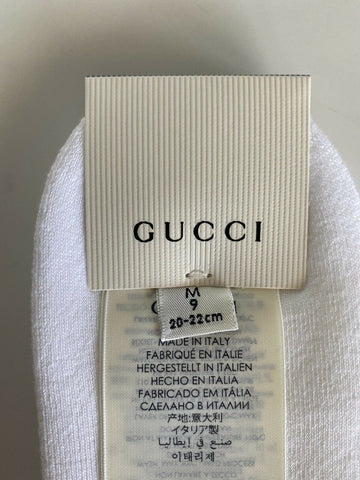 GUCCI
M
9
20-22cm
MADE IN ITALY
FABRIQUÉ EN ITALIE
HERGESTELLT IN ITALIEN
HECHO EN ITALIA
FABRICADO EM ITÁLIA
СДЕЛАНО В ИТАЛИИ
产地:意大利
イタリア製
صنع في إيطاليا
이태리제